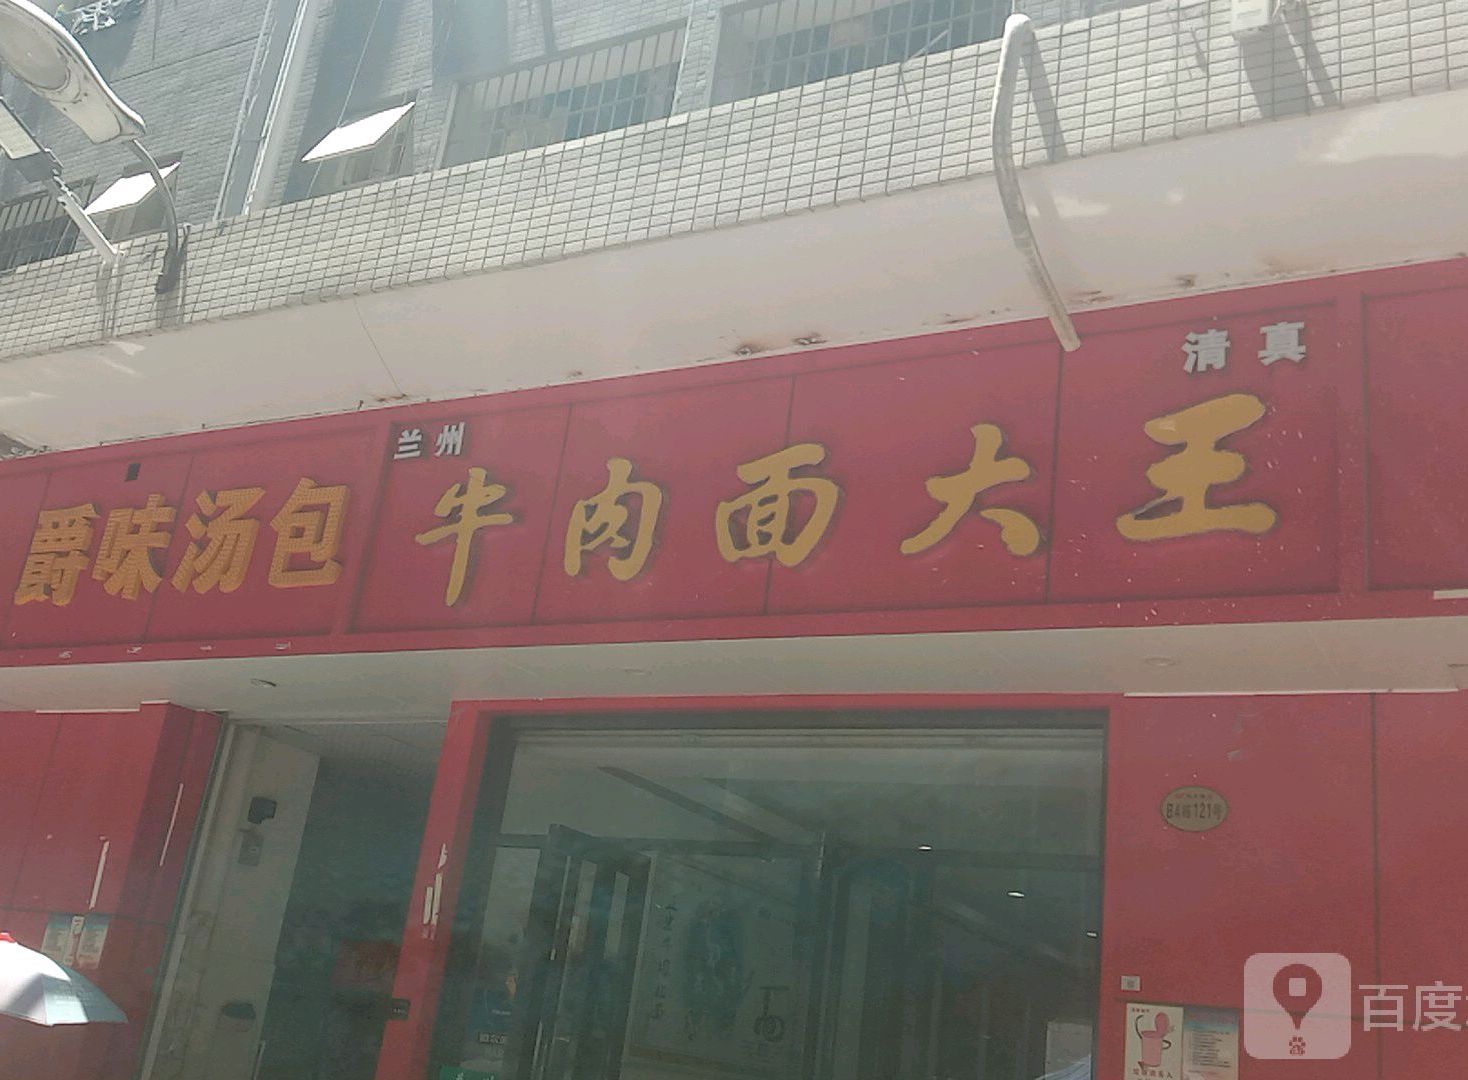 爵味汤包
兰州
牛肉面大王
清真
B4栋121号
百度